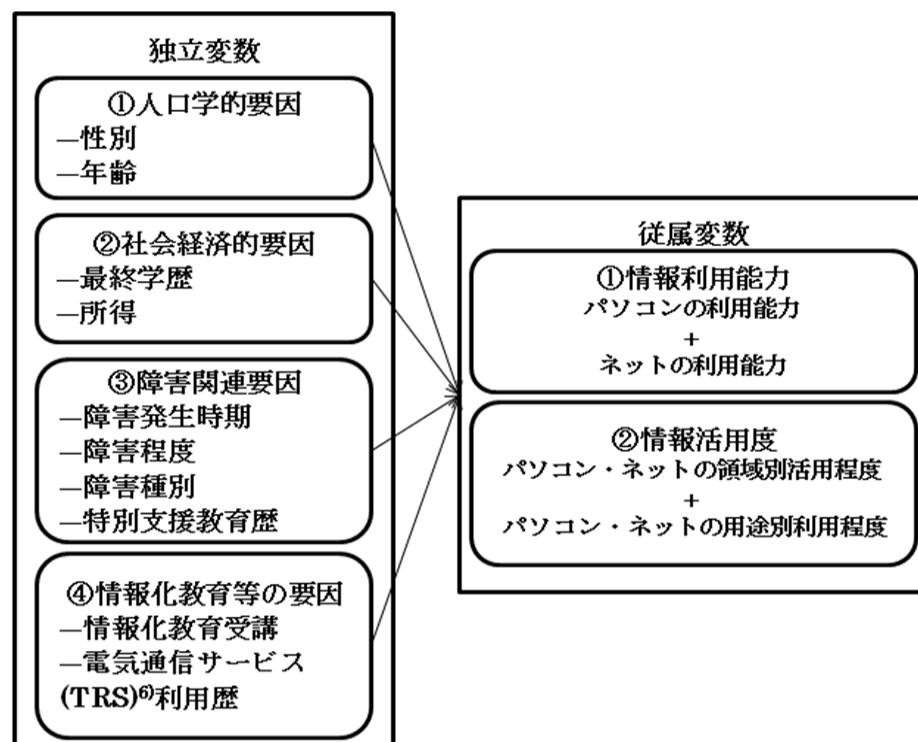 独立変数
①人口学的要因
—性別
—年齢
②社会経済的要因
—最終学歴
—所得
③障害関連要因
—障害発生時期
—障害程度
—障害種別
—特別支援教育歴
④情報化教育等の要因
—情報化教育受講
—電気通信サービス
(TRS)⁶⁾利用歴
従属変数
①情報利用能力
パソコンの利用能力
+
ネットの利用能力
②情報活用度
パソコン・ネットの領域別活用程度
+
パソコン・ネットの用途別利用程度